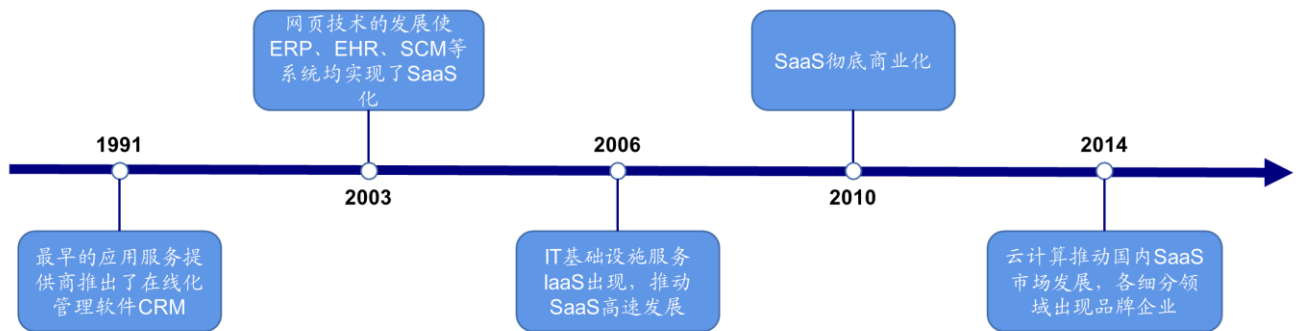 网页技术的发展使
ERP、EHR、SCM等
系统均实现了SaaS
化
SaaS彻底商业化
1991
2006
2014
2003
2010
最早的应用服务提
供商推出了在线化
管理软件CRM
IT基础设施服务
IaaS出现，推动
SaaS高速发展
云计算推动国内SaaS
市场发展，各细分领
域出现品牌企业